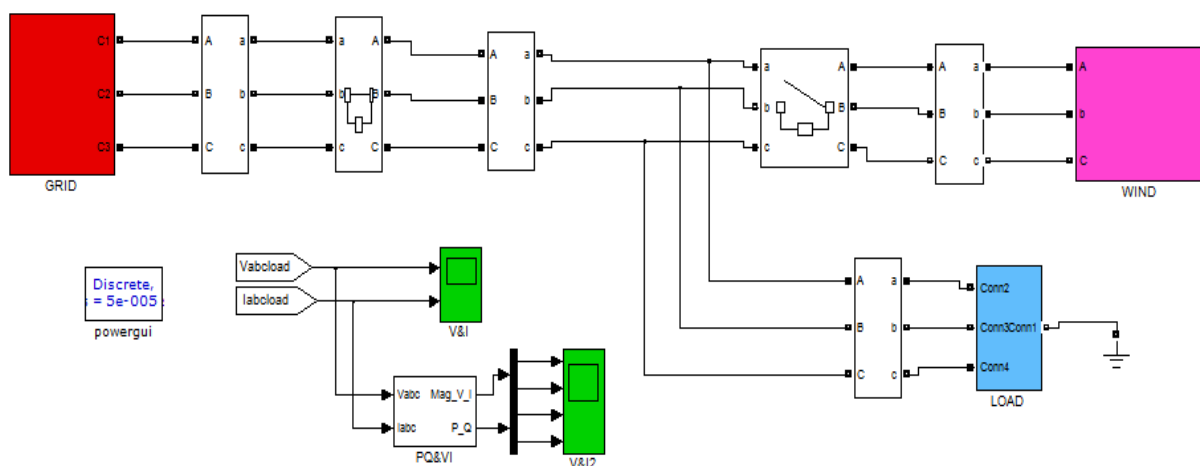 C1 A a a A A a a A A a A
C2 B b b B B b b B B b b
C3 C c c C C c c C C c C
GRID
WIND
Vabcload
Iabcload
V&I
Discrete,
s = 5e-005
powergui
A a Conn2
B b Conn3Conn1
C c Conn4
LOAD
Vabc Mag_V_I
Iabc P_Q
PQ&VI
V&I2